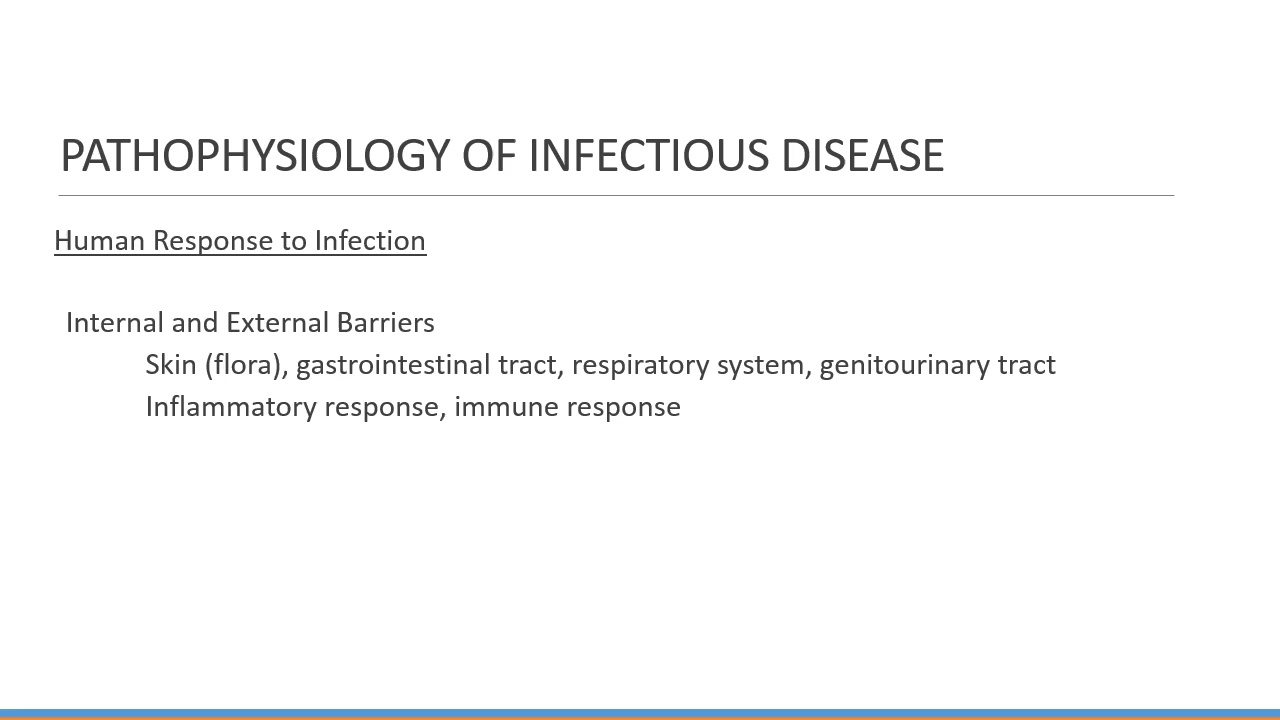 PATHOPHYSIOLOGY OF INFECTIOUS DISEASE
Human Response to Infection
Internal and External Barriers
Skin (flora), gastrointestinal tract, respiratory system, genitourinary tract
Inflammatory response, immune response